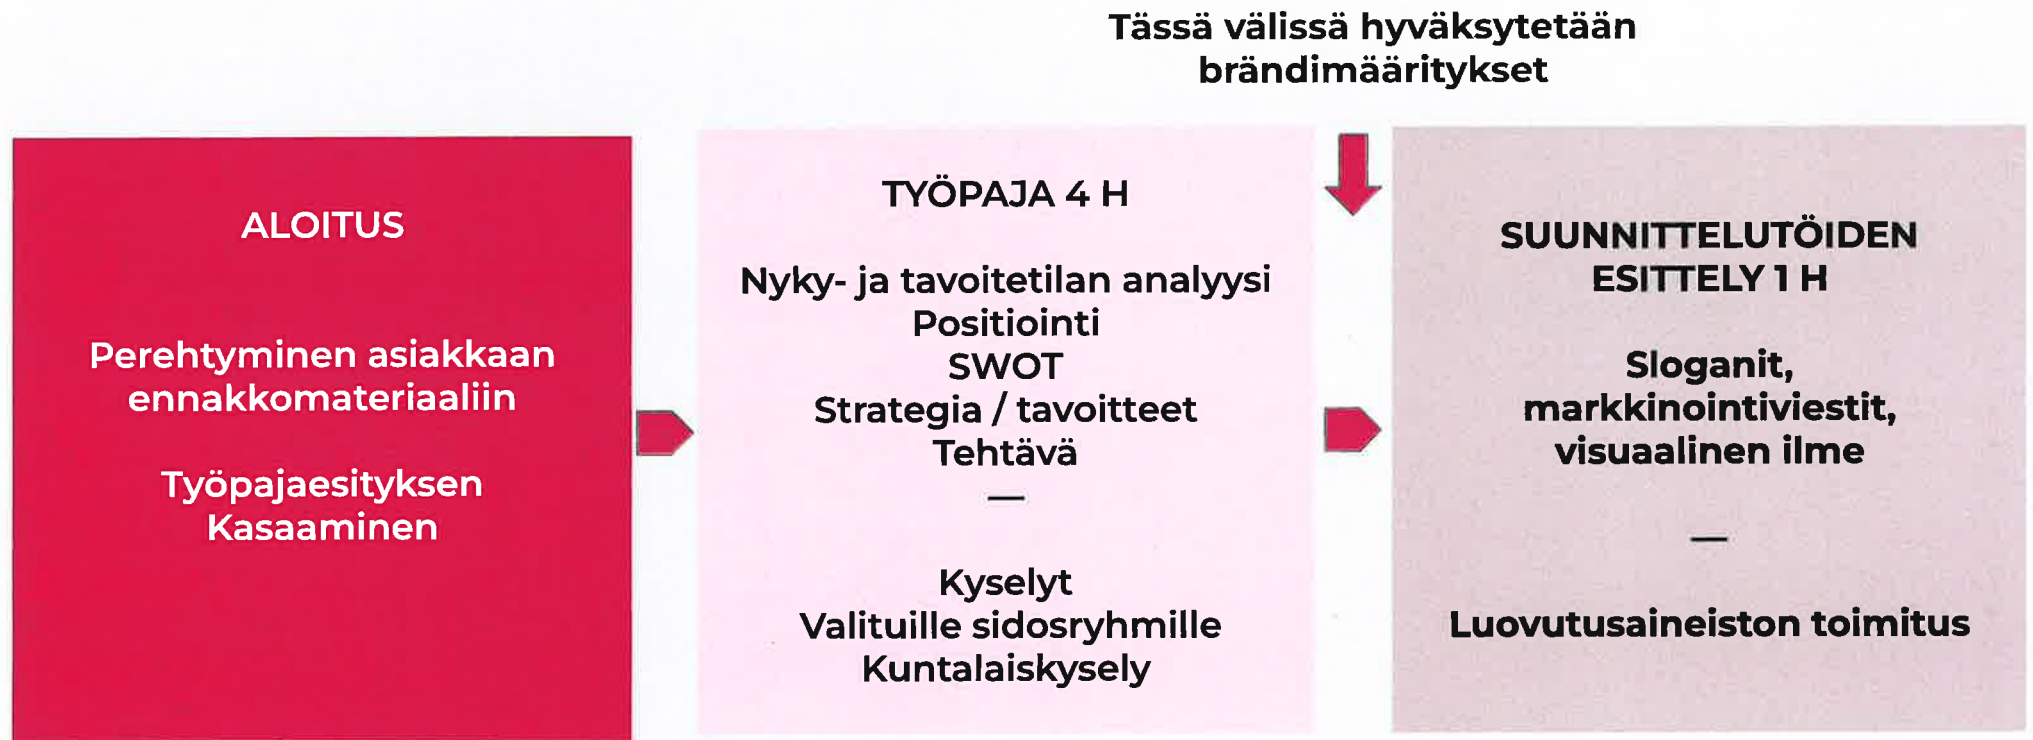 Tässä välissä hyväksytetään
brändimääritykset
ALOITUS
Perehtyminen asiakkaan
ennakkomateriaaliin
Työpajaesityksen
Kasaaminen
TYÖPAJA 4 H
Nyky- ja tavoitetilan analyysi
Positiointi
SWOT
Strategia / tavoitteet
Tehtävä
—
Kyselyt
Valituille sidosryhmille
Kuntalaiskysely
SUUNNITTELUTÖIDEN
ESITTELY 1 H
Sloganit,
markkinointiviestit,
visuaalinen ilme
—
Luovutusaineiston toimitus